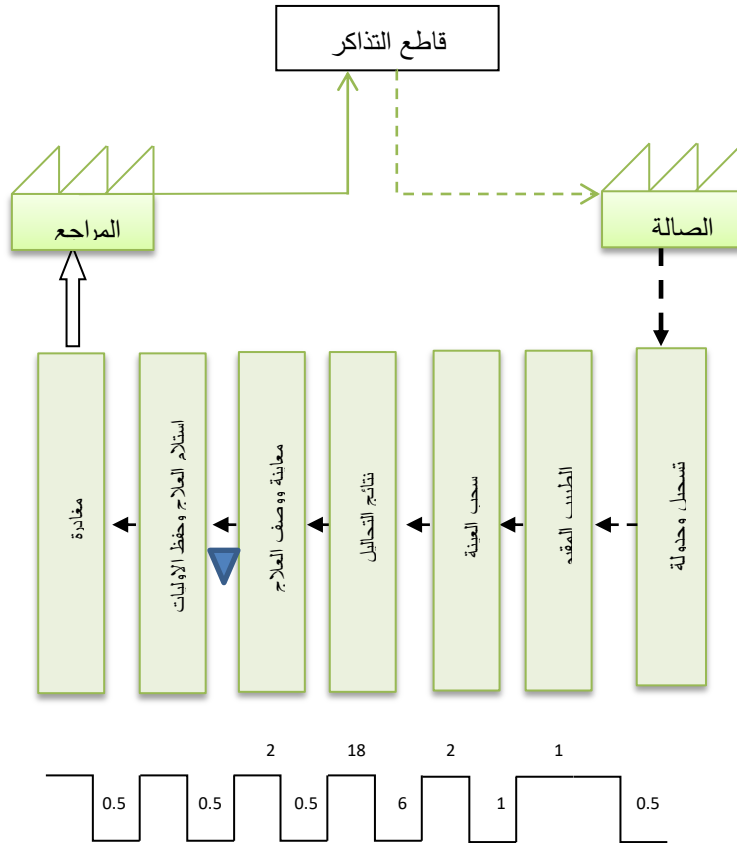 قاطع التذاكر
المراجع
الصالة
تسجيل وجدولة
الطبيب المقيم
سحب العينة
نتائج التحاليل
معاينة ووصف العلاج
استلام العلاج وحفظ الاوليات
مغادرة
1
2
18
2
0.5
1
6
0.5
0.5
0.5